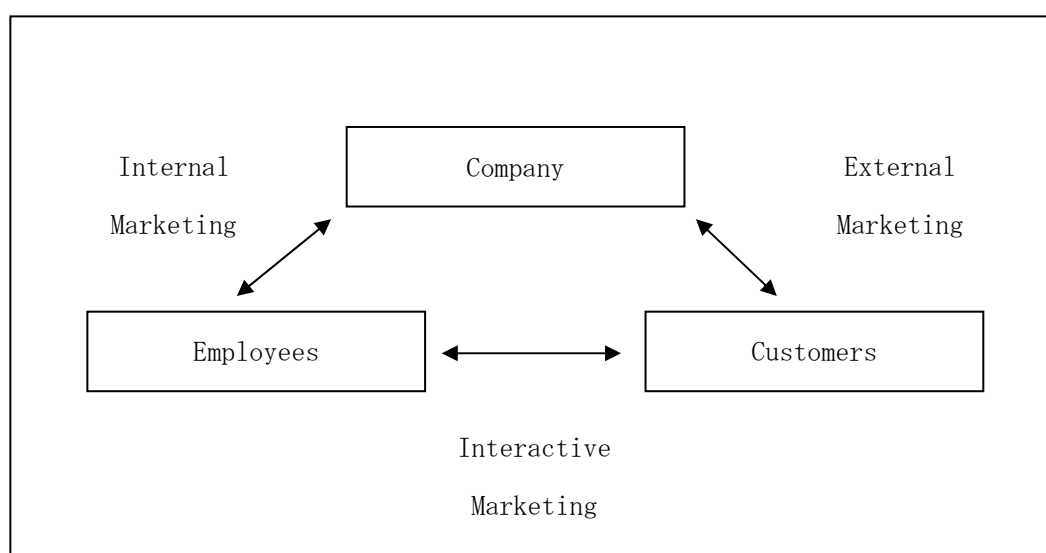 Company
Internal
Marketing
External
Marketing
Employees
Customers
Interactive
Marketing